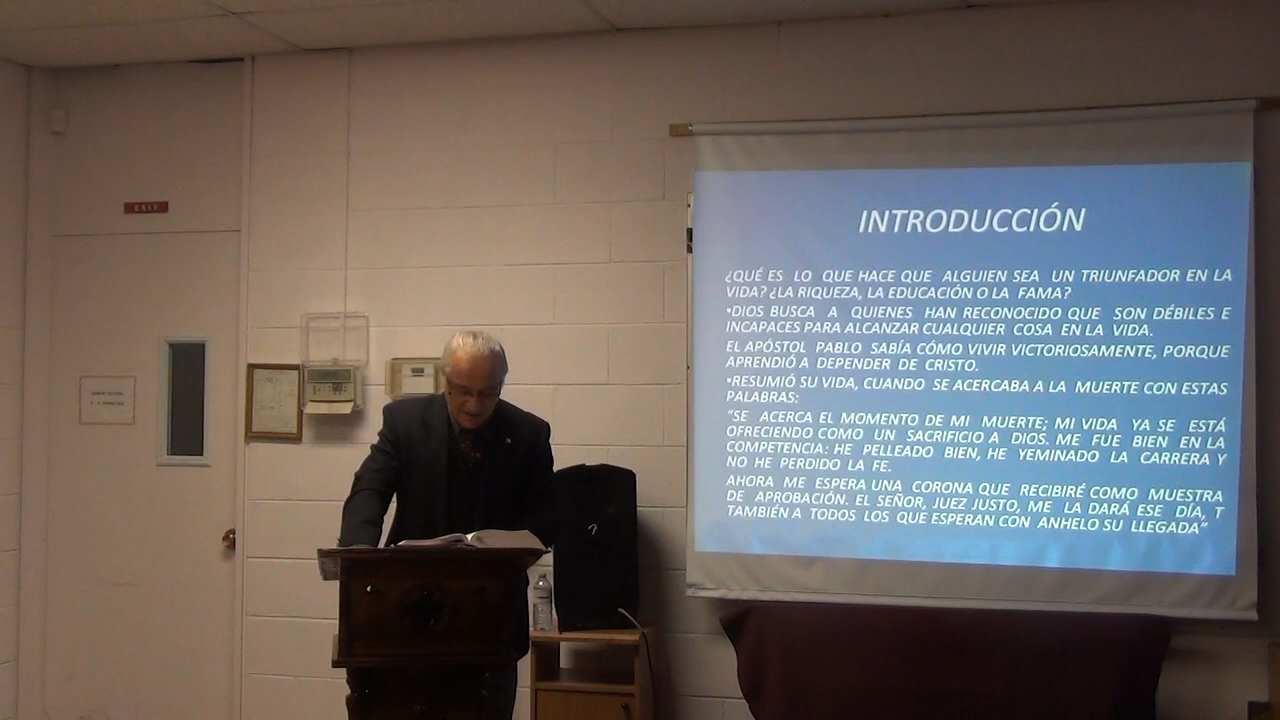 EXIT
INTRODUCCIÓN
¿QUÉ ES LO QUE HACE QUE ALGUIEN SEA UN TRIUNFADOR EN LA
VIDA? ¿LA RIQUEZA, LA EDUCACIÓN O LA FAMA?
•DIOS BUSCA A QUIENES HAN RECONOCIDO QUE SON DÉBILES E
INCAPACES PARA ALCANZAR CUALQUIER COSA EN LA VIDA.
EL APÓSTOL PABLO SABÍA CÓMO VIVIR VICTORIOSAMENTE, PORQUE
APRENDIÓ A DEPENDER DE CRISTO.
•RESUMIÓ SU VIDA, CUANDO SE ACERCABA A LA MUERTE CON ESTAS
PALABRAS:
"SE ACERCA EL MOMENTO DE MI MUERTE; MI VIDA YA SE ESTÁ
OFRECIENDO COMO UN SACRIFICIO A DIOS. ME FUE BIEN EN LA
COMPETENCIA: HE PELLEADO BIEN, HE YEMINADO LA CARRERA Y
NO HE PERDIDO LA FE.
AHORA ME ESPERA UNA CORONA QUE RECIBIRÉ COMO MUESTRA
DE APROBACIÓN. EL SEÑOR, JUEZ JUSTO, ME LA DARÁ ESE DÍA, T
TAMBIÉN A TODOS LOS QUE ESPERAN CON ANHELO SU LLEGADA"